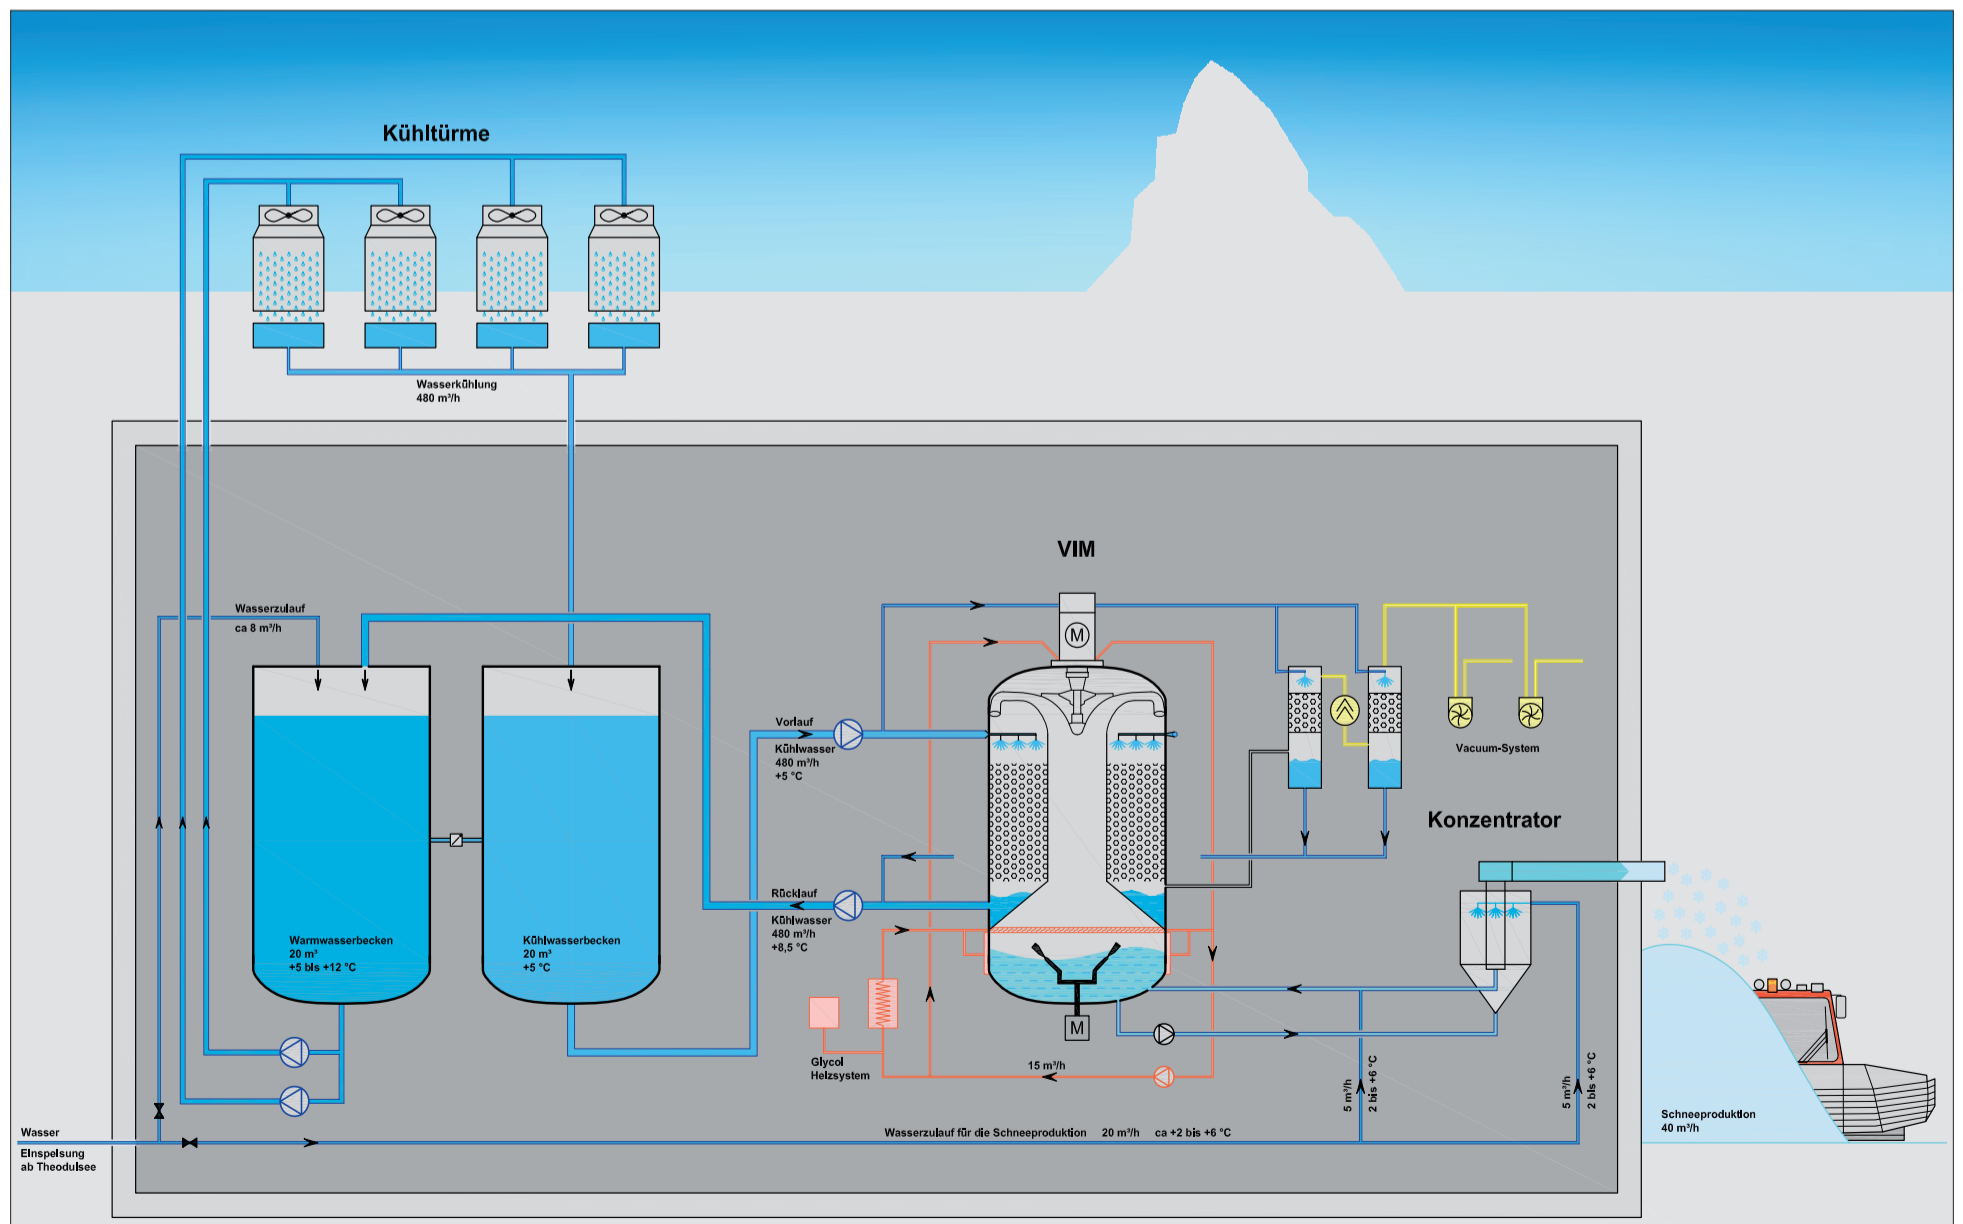 Kühltürme
Wasserkühlung
480 m³/h
VIM
Wasserzulauf
ca 8 m³/h
M
Vorlauf
Kühlwasser
480 m³/h
+5 °C
Vacuum-System
Konzentrator
Rücklauf
Kühlwasser
480 m³/h
+8,5 °C
Warmwasserbecken
20 m³
+5 bis +12 °C
Kühlwasserbecken
20 m³
+5 °C
M
Glycol
Heizsystem
15 m³/h
5 m³/h
2 bis +6 °C
5 m³/h
2 bis +6 °C
Schneeproduktion
40 m³/h
Wasser
Einspeisung
ab Theodulsee
Wasserzulauf für die Schneeproduktion 20 m³/h ca +2 bis +6 °C